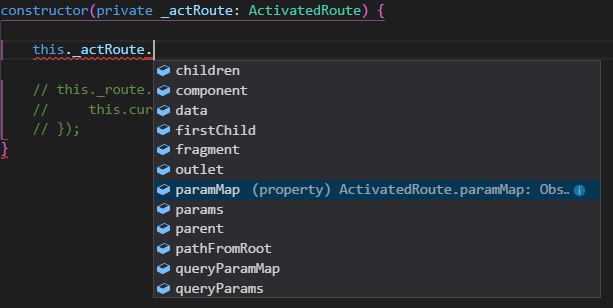 constructor(private _actRoute: ActivatedRoute) {
this._actRoute.
children
// this._route.
component
//     this.cur
data
// });
firstChild
}
fragment
outlet
paramMap (property) ActivatedRoute.paramMap: Obs…
params
parent
pathFromRoot
queryParamMap
queryParams